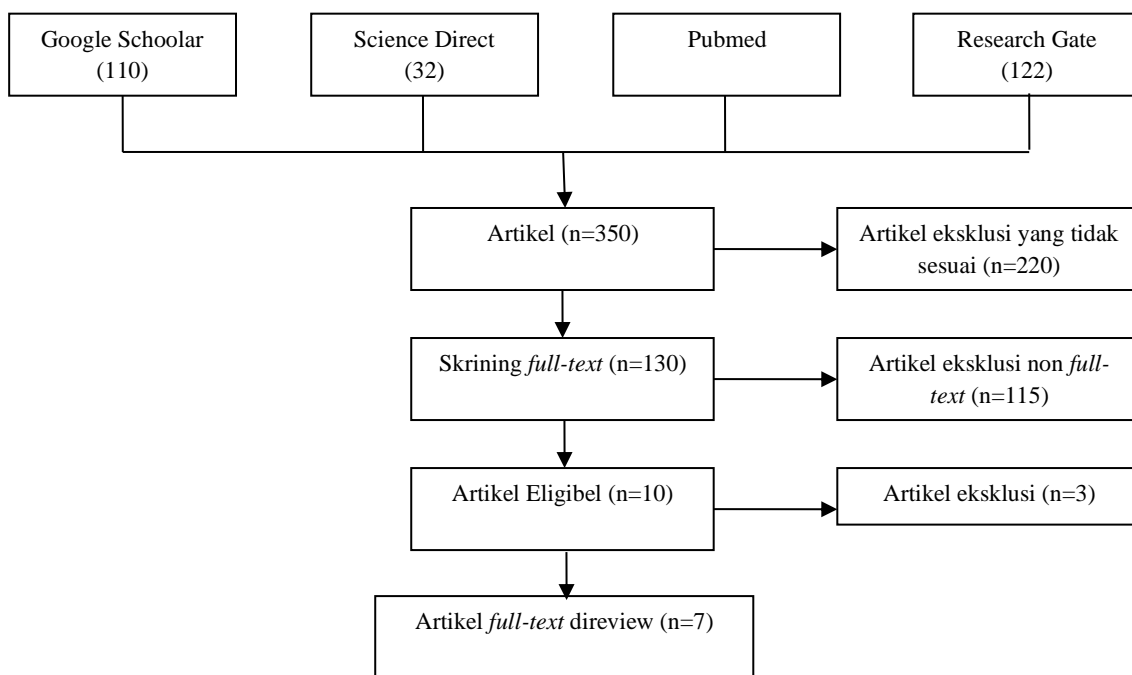 Google Schoolar
(110)
Science Direct
(32)
Pubmed
Research Gate
(122)
Artikel (n=350)
Artikel eksklusi yang tidak
sesuai (n=220)
Skrining full-text (n=130)
Artikel eksklusi non full-
text (n=115)
Artikel Eligibel (n=10)
Artikel eksklusi (n=3)
Artikel full-text direview (n=7)